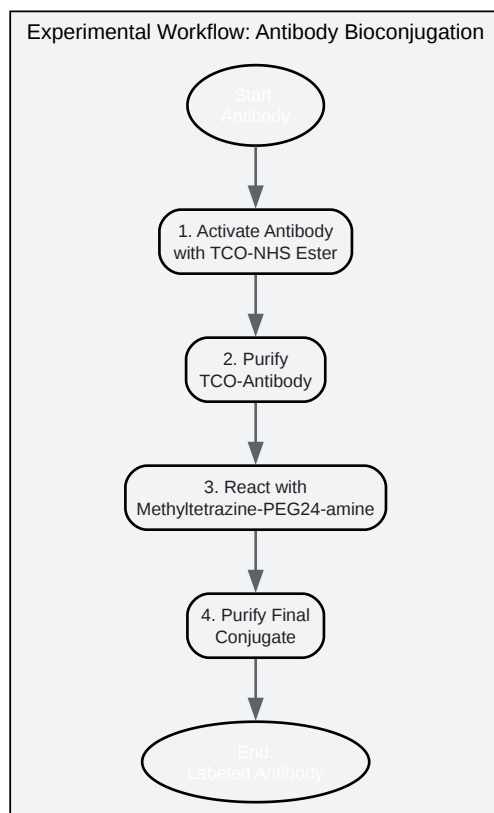 Experimental Workflow: Antibody Bioconjugation
Start:
Antibody
1. Activate Antibody
with TCO-NHS Ester
2. Purify
TCO-Antibody
3. React with
Methyltetrazine-PEG24-amine
4. Purify Final
Conjugate
End:
Labeled Antibody